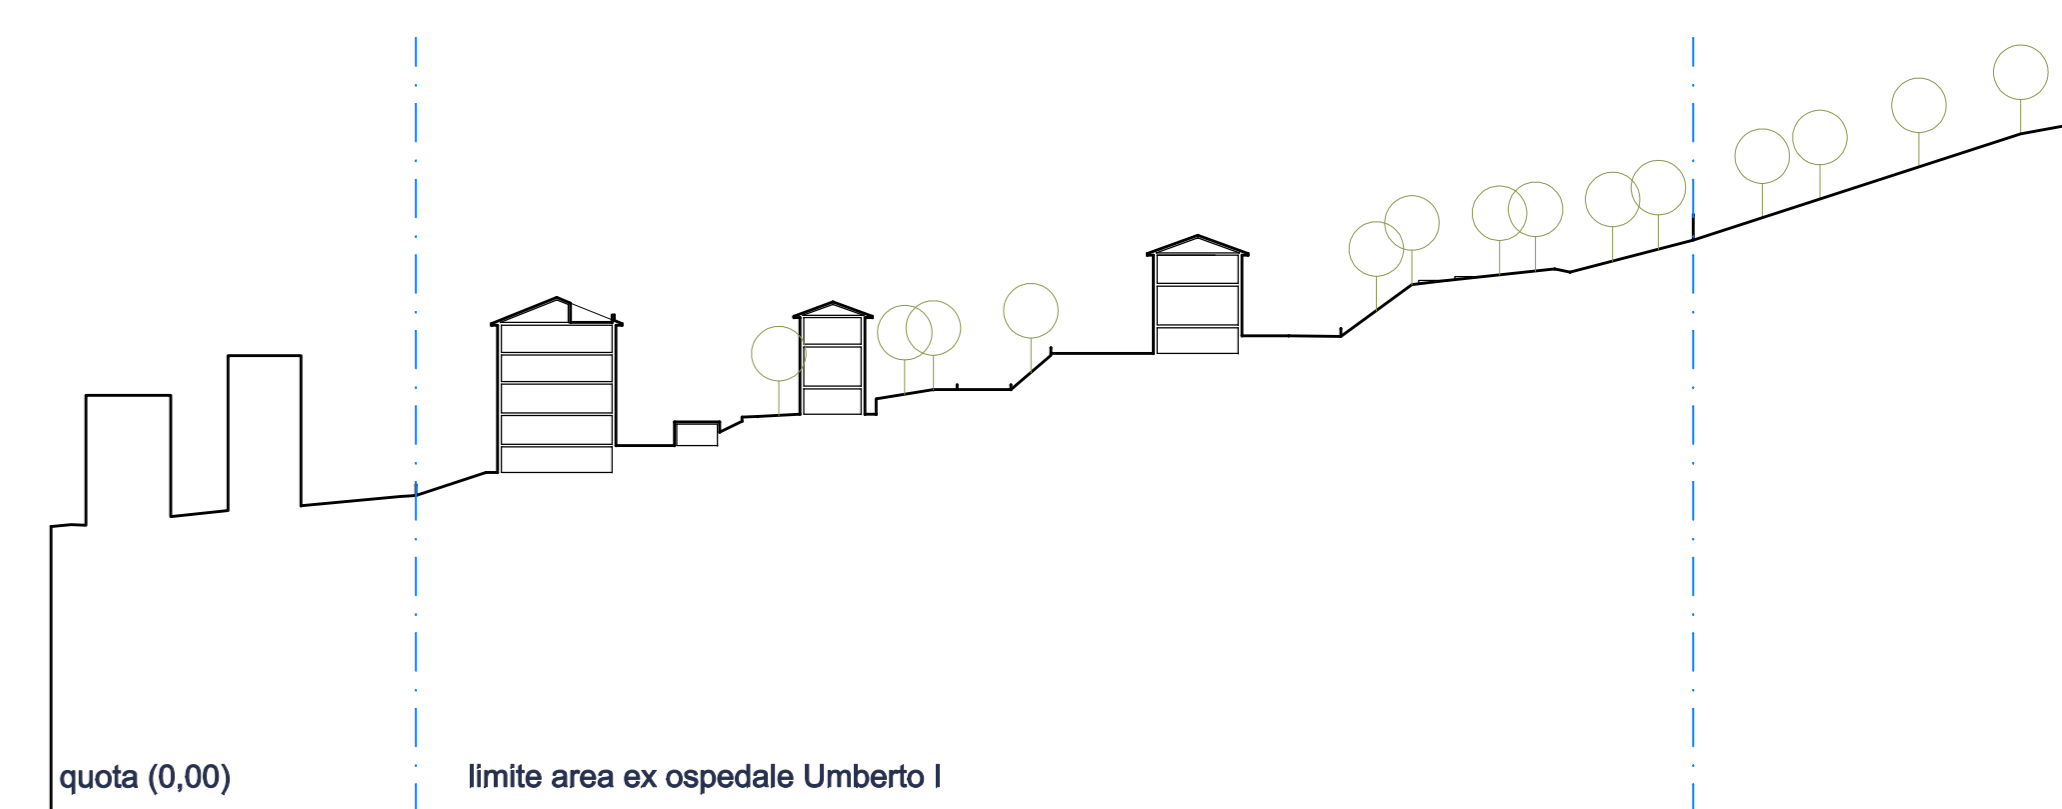 quota (0,00)
limite area ex ospedale Umberto I